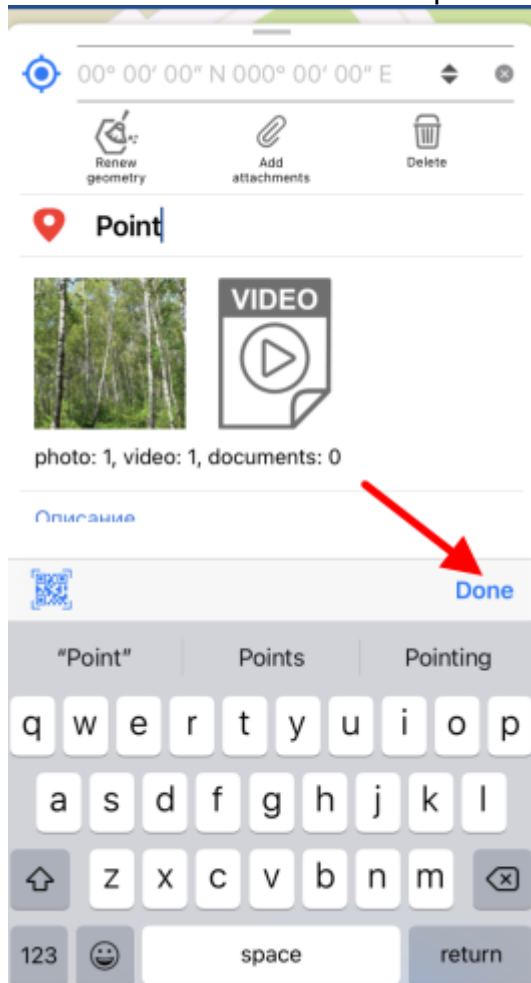 00° 00' 00" N 000° 00' 00" E
Renew geometry
Add attachments
Delete
Point
VIDEO
photo: 1, video: 1, documents: 0
Описание
Done
“Point”
Points
Pointing
q w e r t y u i o p
a s d f g h j k l
z x c v b n m
123
space
return